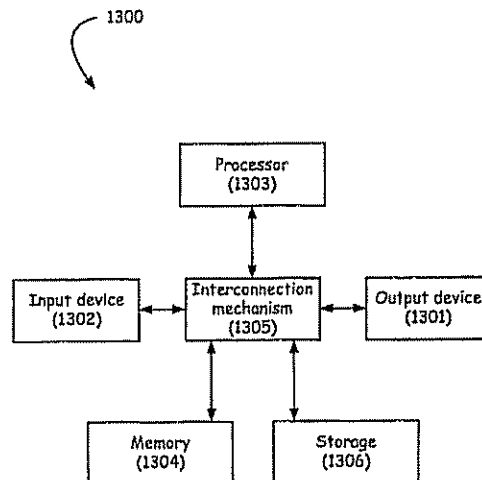 1300
Processor
(1303)
Input device
(1302)
Interconnection
mechanism
(1305)
Output device
(1301)
Memory
(1304)
Storage
(1306)